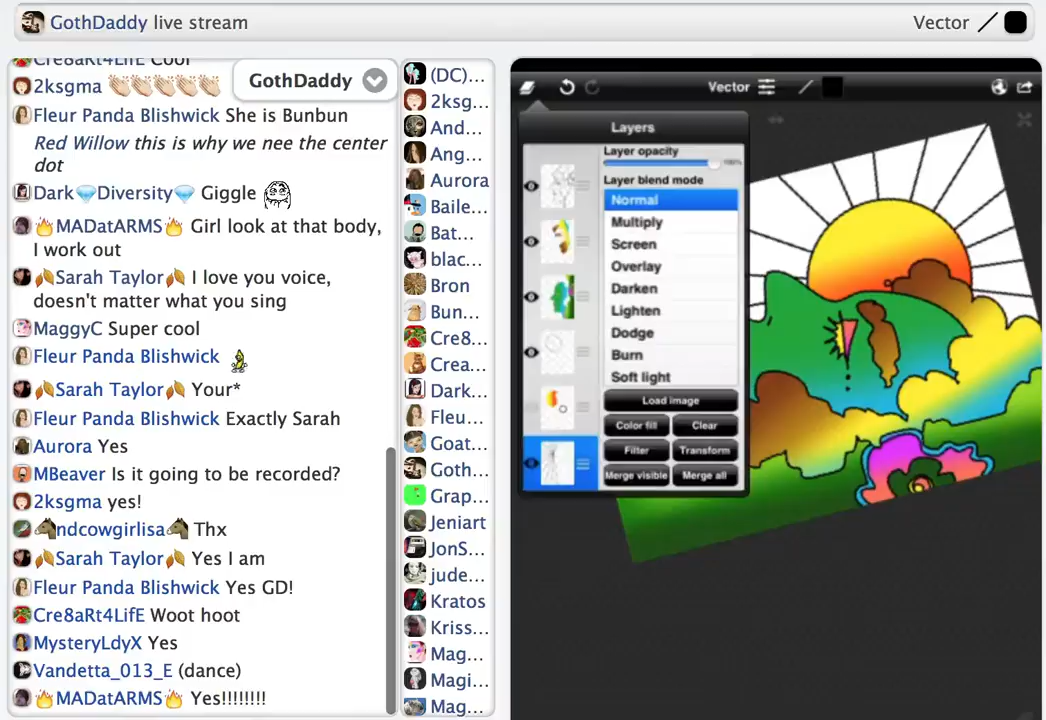 GothDaddy live stream
Vector
Cre8aRt4LifE Cool
2ksgma 👏👏👏👏👏
GothDaddy
Fleur Panda Blishwick She is Bunbun
Red Willow this is why we nee the center
dot
Dark💎Diversity💎 Giggle
🔥MADatARMS🔥 Girl look at that body,
I work out
🍂Sarah Taylor🍂 I love you voice,
doesn't matter what you sing
MaggyC Super cool
Fleur Panda Blishwick
🍂Sarah Taylor🍂 Your*
Fleur Panda Blishwick Exactly Sarah
Aurora Yes
MBeaver Is it going to be recorded?
2ksgma yes!
🐴ndcowgirlisa🐴 Thx
🍂Sarah Taylor🍂 Yes I am
Fleur Panda Blishwick Yes GD!
Cre8aRt4LifE Woot hoot
MysteryLdyX Yes
Vandetta_013_E (dance)
🔥MADatARMS🔥 Yes!!!!!!!!
(DC)...
2ksg...
And...
Ang...
Aurora
Baile...
Bat...
blac...
Bron
Bun...
Cre8...
Crea...
Dark...
Fleu...
Goat...
Goth...
Grap...
Jeniart
JonS...
jude...
Kratos
Kriss...
Mag...
Magi...
Mag...
Vector
Layers
Layer opacity
100%
Layer blend mode
Normal
Multiply
Screen
Overlay
Darken
Lighten
Dodge
Burn
Soft light
Load image
Color fill Clear
Filter Transform
Merge visible Merge all